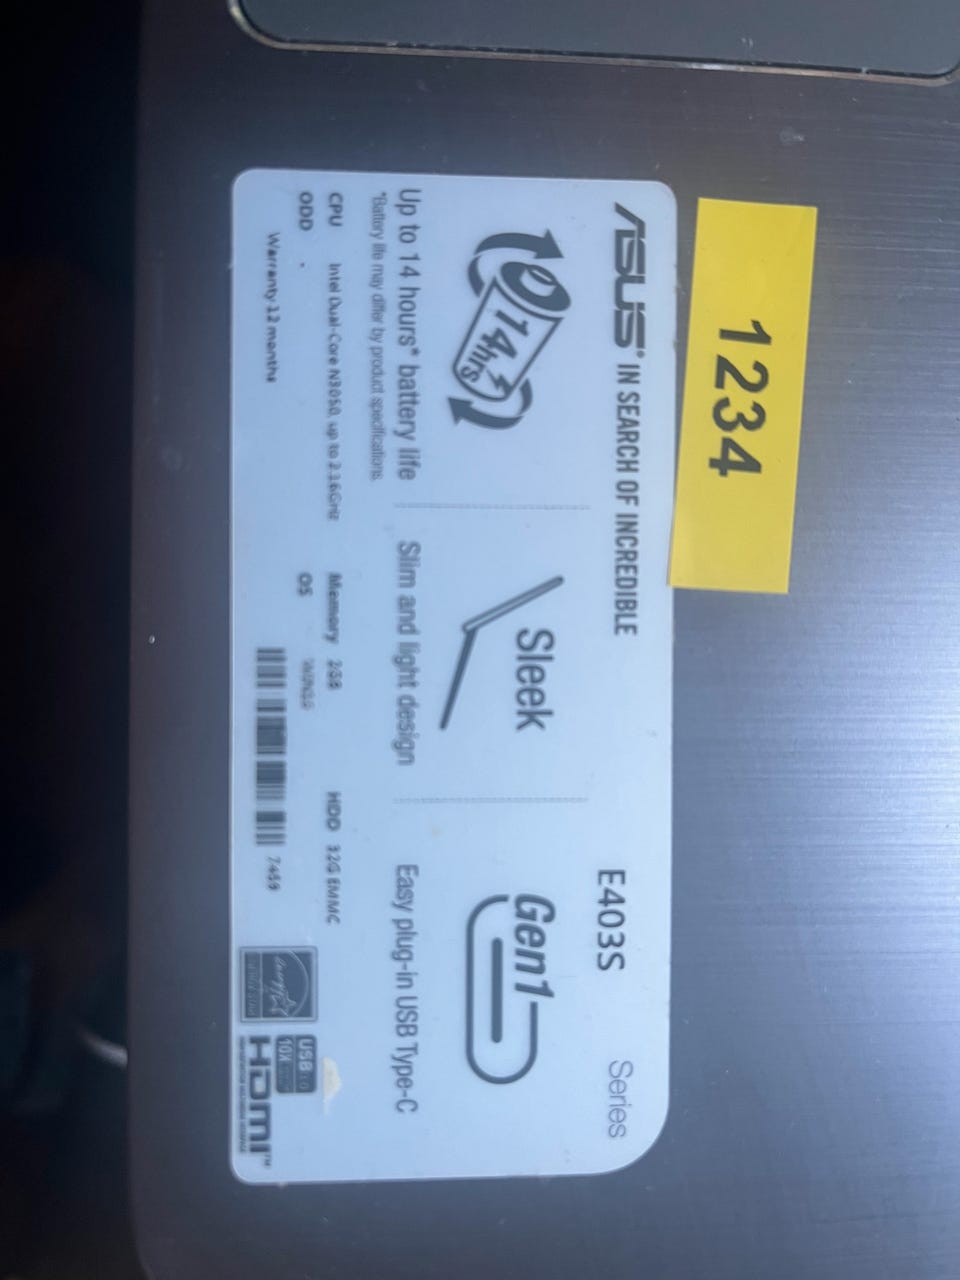 1234
ASUS IN SEARCH OF INCREDIBLE
E403S Series
14hrs
Sleek
Gen1
Up to 14 hours* battery life
*Battery life may differ by product specifications.
Slim and light design
Easy plug-in USB Type-C
CPU Intel Dual-Core N3050, up to 2.16GHz
Memory 2GB
HDD 32G EMMC
ODD
OS
Warranty 12 months
USB 3.0
10X
HDMI™